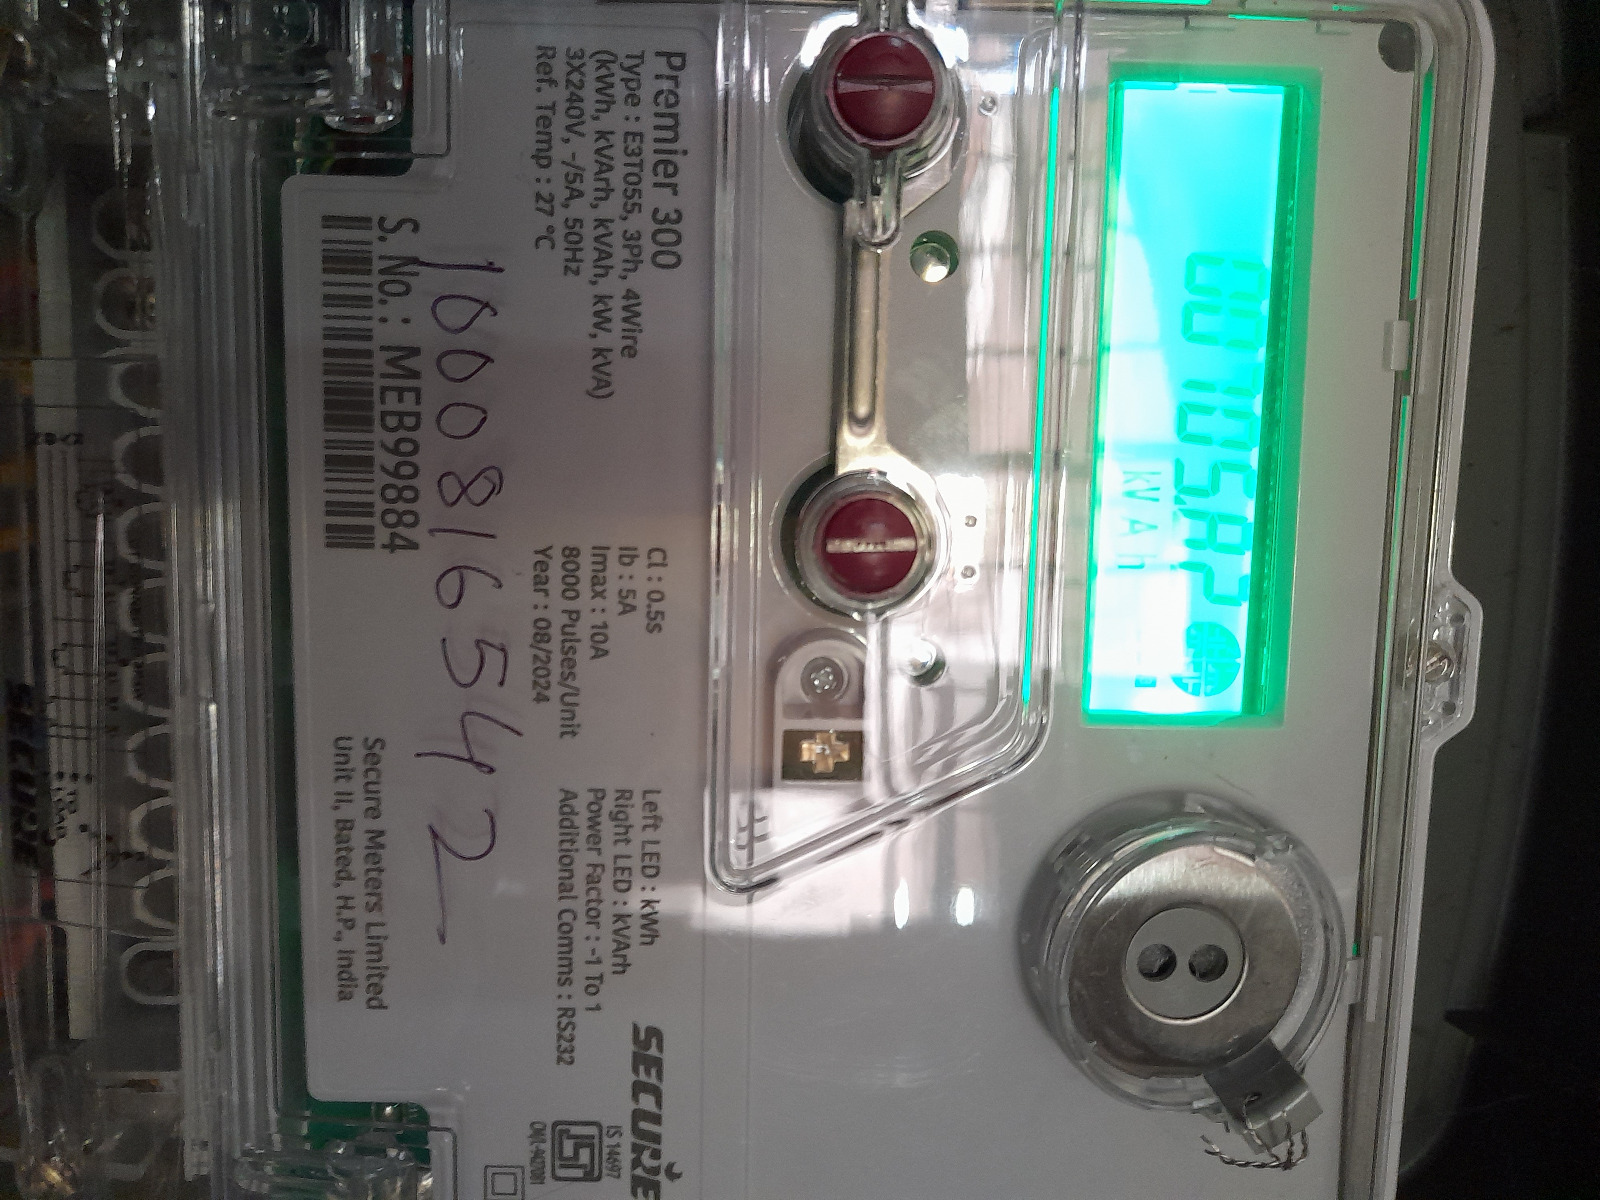 kVAh
Premier 300
Type : E3T055, 3Ph, 4Wire
(kWh, kVArh, kVAh, kW, kVA)
3X240V, -/5A, 50Hz
Ref. Temp : 27 °C
Cl : 0.5s
Ib : 5A
Imax : 10A
8000 Pulses/Unit
Year : 08/2024
Left LED : kWh
Right LED : kVArh
Power Factor : -1 To 1
Additional Comms : RS232
SECURE
IS 14697
1000816542
S. No. : MEB99884
Secure Meters Limited
Unit II, Bated, H.P., India
SECURE